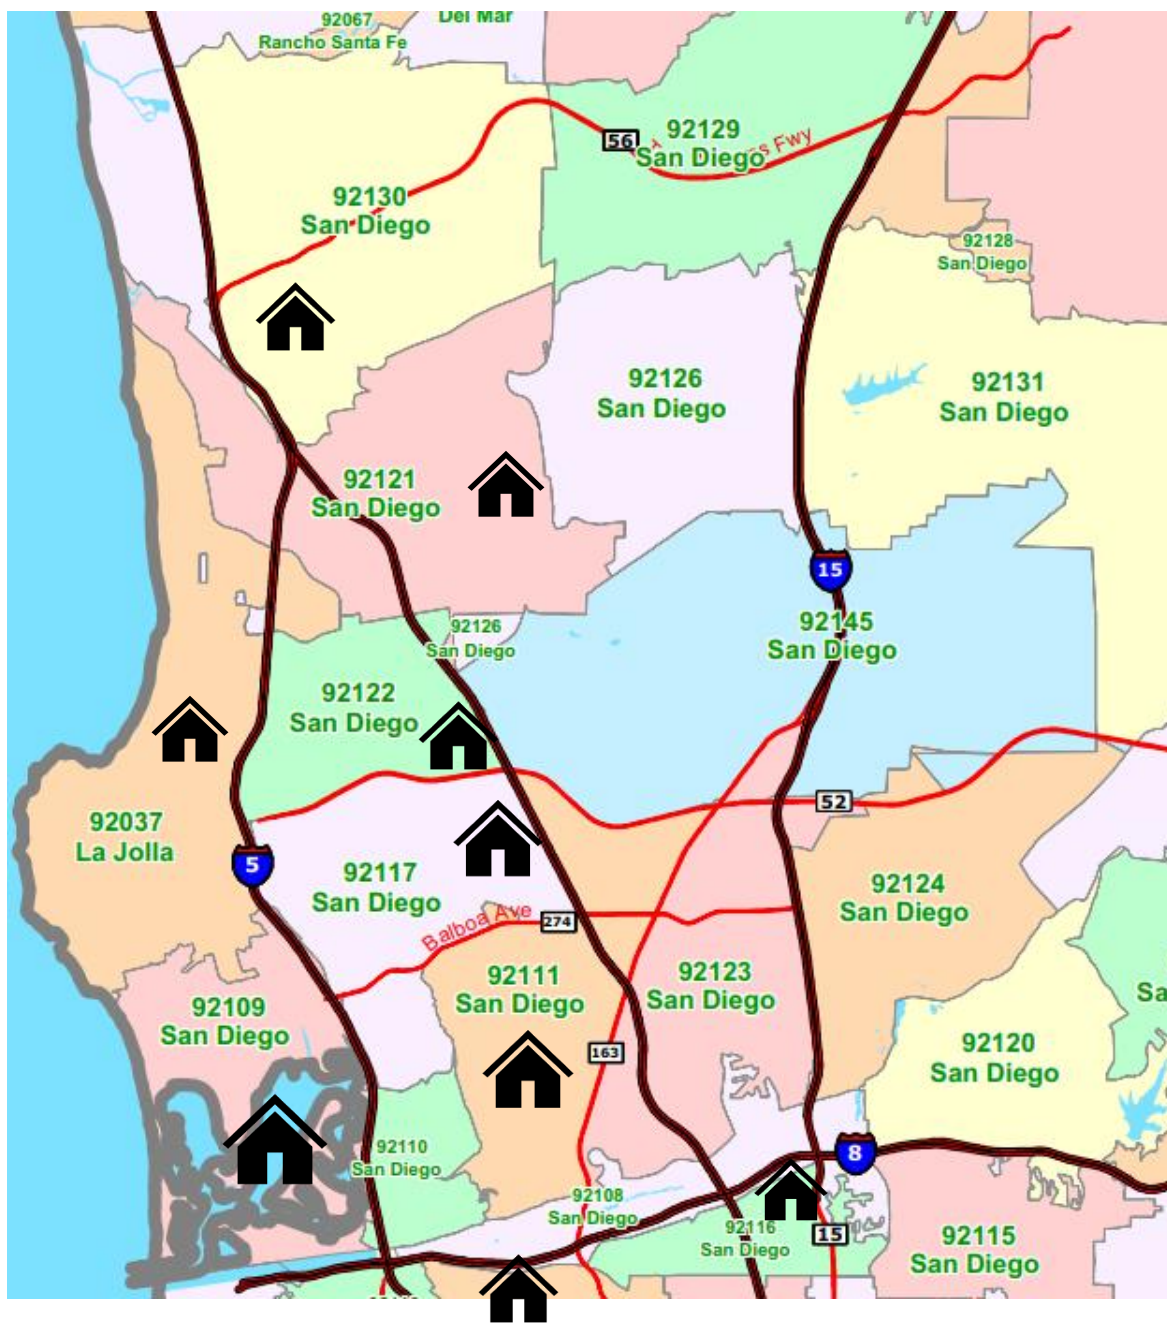 92067
Rancho Santa Fe
Del Mar
56
92129
San Diego
Fwy
92130
San Diego
92128
San Diego
92126
San Diego
92131
San Diego
92121
San Diego
15
92126
San Diego
92145
San Diego
92122
San Diego
52
92037
La Jolla
5
92117
San Diego
92124
San Diego
Balboa Ave
274
92111
San Diego
92123
San Diego
Sa
92109
San Diego
163
92120
San Diego
92110
San Diego
8
92108
San Diego
92116
San Diego
15
92115
San Diego